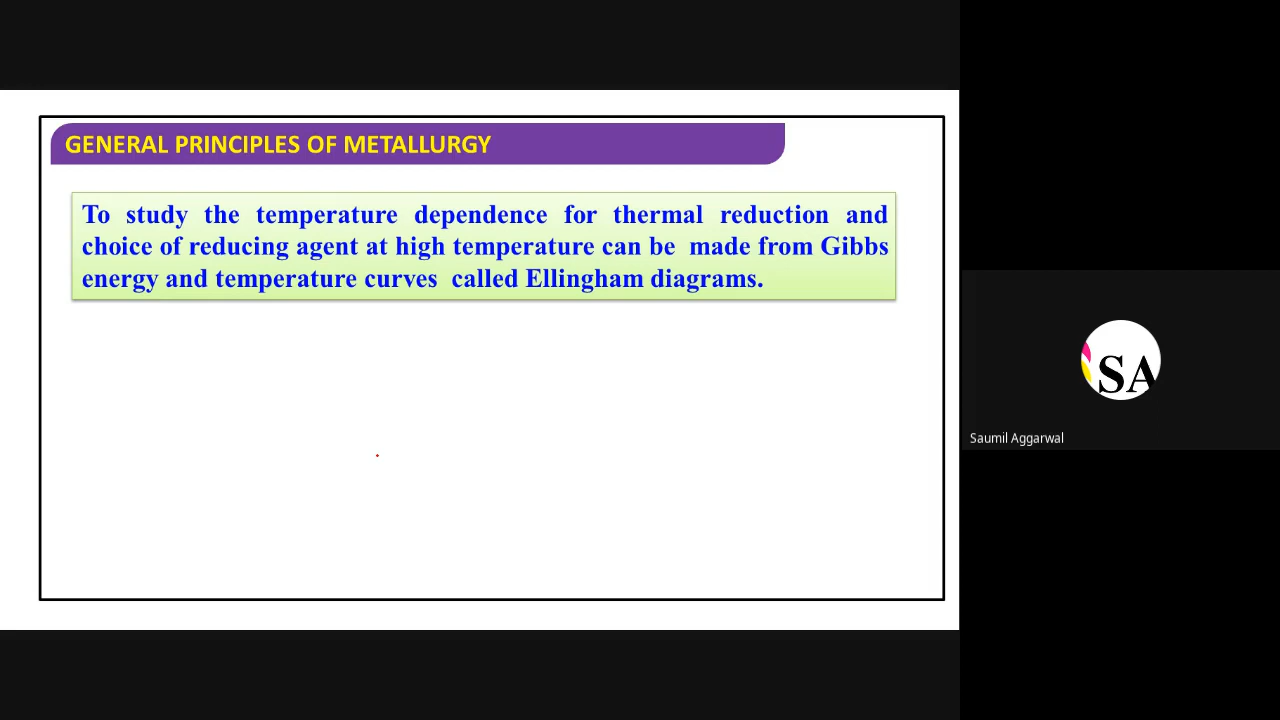 GENERAL PRINCIPLES OF METALLURGY
To study the temperature dependence for thermal reduction and
choice of reducing agent at high temperature can be made from Gibbs
energy and temperature curves called Ellingham diagrams.
SA
Saumil Aggarwal